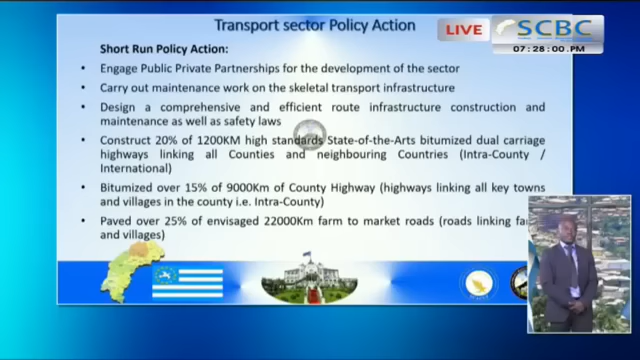 Transport sector Policy Action
LIVE
SCBC
07:28:00 PM
Short Run Policy Action:
• Engage Public Private Partnerships for the development of the sector
• Carry out maintenance work on the skeletal transport infrastructure
• Design a comprehensive and efficient route infrastructure construction and
maintenance as well as safety laws
• Construct 20% of 1200KM high standards State-of-the-Arts bitumized dual carriage
highways linking all Counties and neighbouring Countries (Intra-County /
International)
• Bitumized over 15% of 9000Km of County Highway (highways linking all key towns
and villages in the county i.e. Intra-County)
• Paved over 25% of envisaged 22000Km farm to market roads (roads linking
and villages)